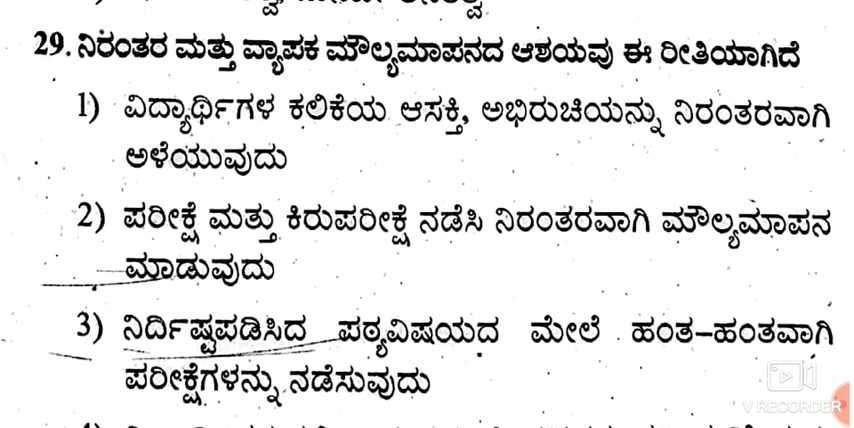 29. ನಿರಂತರ ಮತ್ತು ವ್ಯಾಪಕ ಮೌಲ್ಯಮಾಪನದ ಆಶಯವು ಈ ರೀತಿಯಾಗಿದೆ
1) ವಿದ್ಯಾರ್ಥಿಗಳ ಕಲಿಕೆಯ ಆಸಕ್ತಿ, ಅಭಿರುಚಿಯನ್ನು ನಿರಂತರವಾಗಿ
ಅಳೆಯುವುದು
2) ಪರೀಕ್ಷೆ ಮತ್ತು ಕಿರುಪರೀಕ್ಷೆ ನಡೆಸಿ ನಿರಂತರವಾಗಿ ಮೌಲ್ಯಮಾಪನ
ಮಾಡುವುದು
3) ನಿರ್ದಿಷ್ಟಪಡಿಸಿದ ಪಠ್ಯವಿಷಯದ ಮೇಲೆ ಹಂತ-ಹಂತವಾಗಿ
ಪರೀಕ್ಷೆಗಳನ್ನು ನಡೆಸುವುದು
V RECORDER